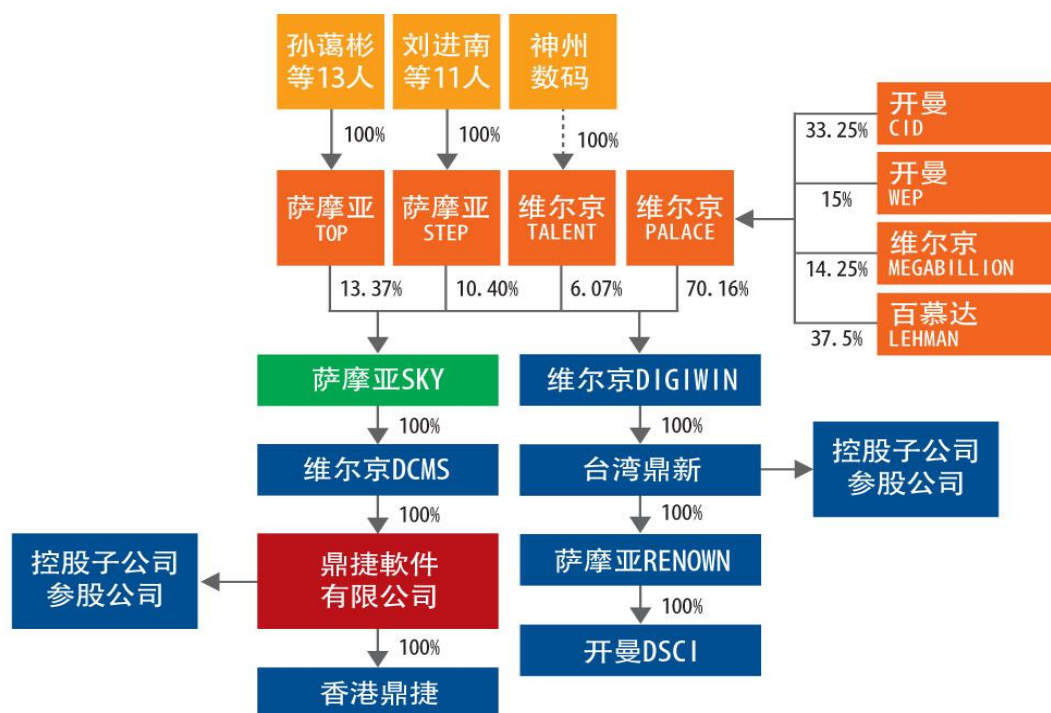 孙蔼彬
等13人
刘进南
等11人
神州
数码
100%
100%
100%
开曼
CID
33.25%
开曼
WEP
15%
维尔京
MEGABILLION
14.25%
百慕达
LEHMAN
37.5%
萨摩亚
TOP
萨摩亚
STEP
维尔京
TALENT
维尔京
PALACE
13.37%
10.40%
6.07%
70.16%
萨摩亚SKY
维尔京DIGIWIN
100%
100%
维尔京DCMS
台湾鼎新
控股子公司
参股公司
100%
100%
控股子公司
参股公司
鼎捷軟件
有限公司
萨摩亚RENOWN
100%
100%
香港鼎捷
开曼DSCI